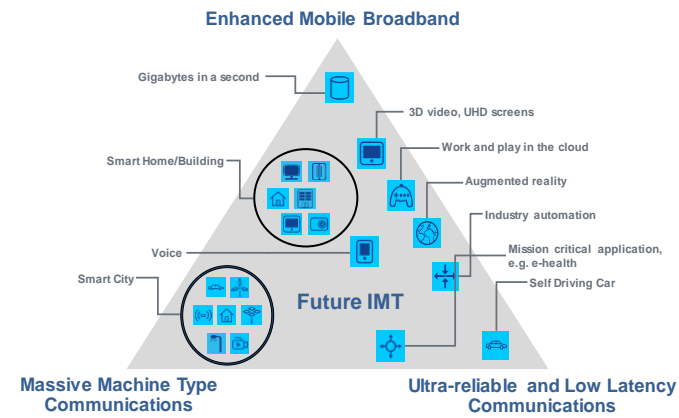 Enhanced Mobile Broadband
Gigabytes in a second
3D video, UHD screens
Work and play in the cloud
Smart Home/Building
Augmented reality
Industry automation
Voice
Mission critical application,
e.g. e-health
Smart City
Self Driving Car
Future IMT
Massive Machine Type
Communications
Ultra-reliable and Low Latency
Communications